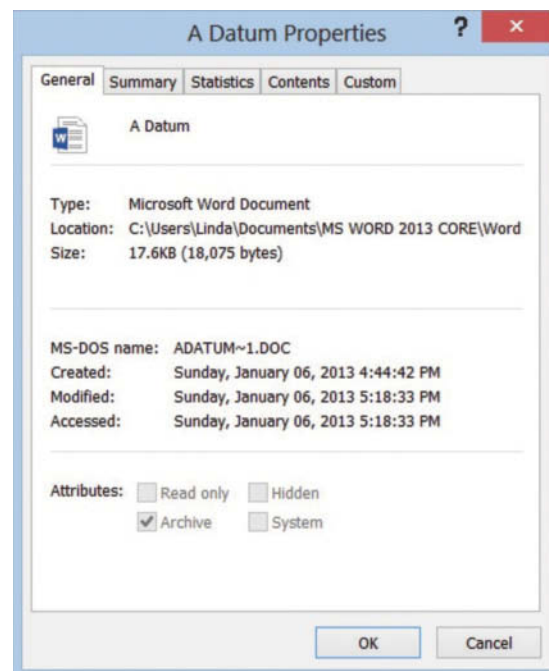 A Datum Properties ? ×
General Summary Statistics Contents Custom
A Datum
Type: Microsoft Word Document
Location: C:\Users\Linda\Documents\MS WORD 2013 CORE\Word
Size: 17.6KB (18,075 bytes)
MS-DOS name: ADATUM~1.DOC
Created: Sunday, January 06, 2013 4:44:42 PM
Modified: Sunday, January 06, 2013 5:18:33 PM
Accessed: Sunday, January 06, 2013 5:18:33 PM
Attributes: Read only Hidden
Archive System
OK Cancel